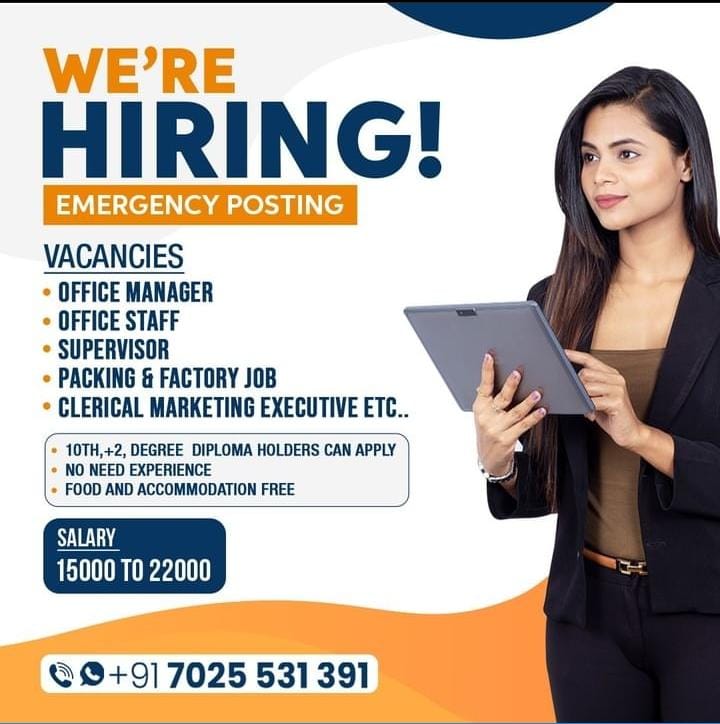 WE'RE
HIRING!
EMERGENCY POSTING
VACANCIES
• OFFICE MANAGER
• OFFICE STAFF
• SUPERVISOR
• PACKING & FACTORY JOB
• CLERICAL MARKETING EXECUTIVE ETC..
• 10TH,+2, DEGREE DIPLOMA HOLDERS CAN APPLY
• NO NEED EXPERIENCE
• FOOD AND ACCOMMODATION FREE
SALARY
15000 TO 22000
+91 7025 531 391